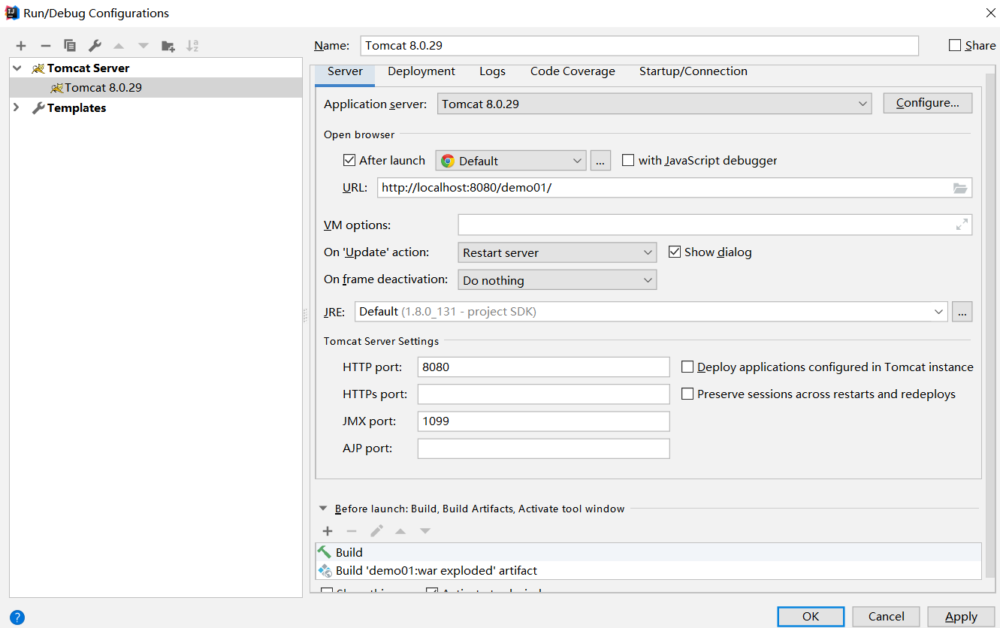 Run/Debug Configurations
Name: Tomcat 8.0.29 Share
Tomcat Server
Tomcat 8.0.29
Templates
Server Deployment Logs Code Coverage Startup/Connection
Application server: Tomcat 8.0.29 Configure...
Open browser
After launch Default ... with JavaScript debugger
URL: http://localhost:8080/demo01/
VM options:
On 'Update' action: Restart server Show dialog
On frame deactivation: Do nothing
JRE: Default (1.8.0_131 - project SDK) ...
Tomcat Server Settings
HTTP port: 8080 Deploy applications configured in Tomcat instance
HTTPs port: Preserve sessions across restarts and redeploys
JMX port: 1099
AJP port:
Before launch: Build, Build Artifacts, Activate tool window
Build
Build 'demo01:war exploded' artifact
? OK Cancel Apply